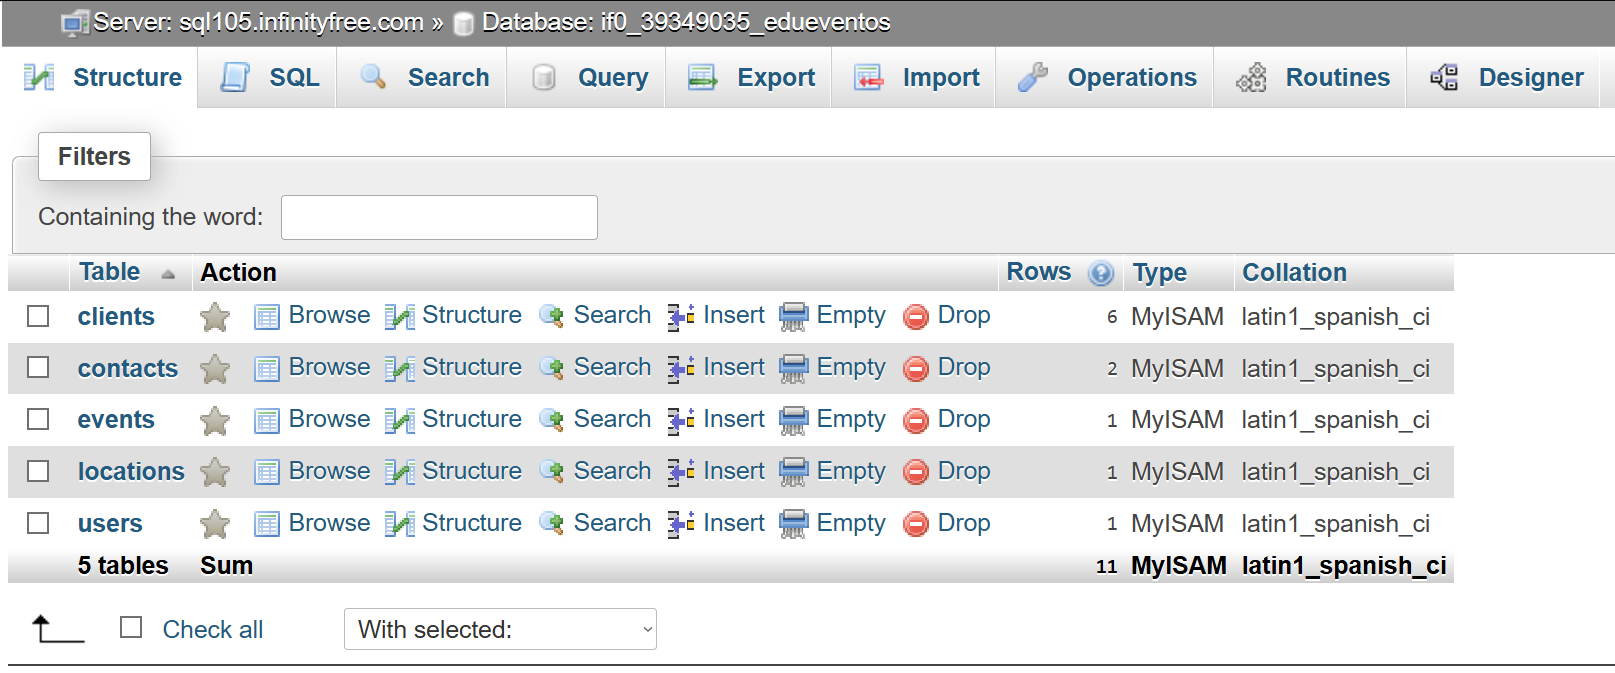 Server: sql105.infinityfree.com » Database: if0_39349035_edueventos
Structure SQL Search Query Export Import Operations Routines Designer
Filters
Containing the word:
Table Action Rows Type Collation
clients Browse Structure Search Insert Empty Drop 6 MyISAM latin1_spanish_ci
contacts Browse Structure Search Insert Empty Drop 2 MyISAM latin1_spanish_ci
events Browse Structure Search Insert Empty Drop 1 MyISAM latin1_spanish_ci
locations Browse Structure Search Insert Empty Drop 1 MyISAM latin1_spanish_ci
users Browse Structure Search Insert Empty Drop 1 MyISAM latin1_spanish_ci
5 tables Sum 11 MyISAM latin1_spanish_ci
Check all With selected: